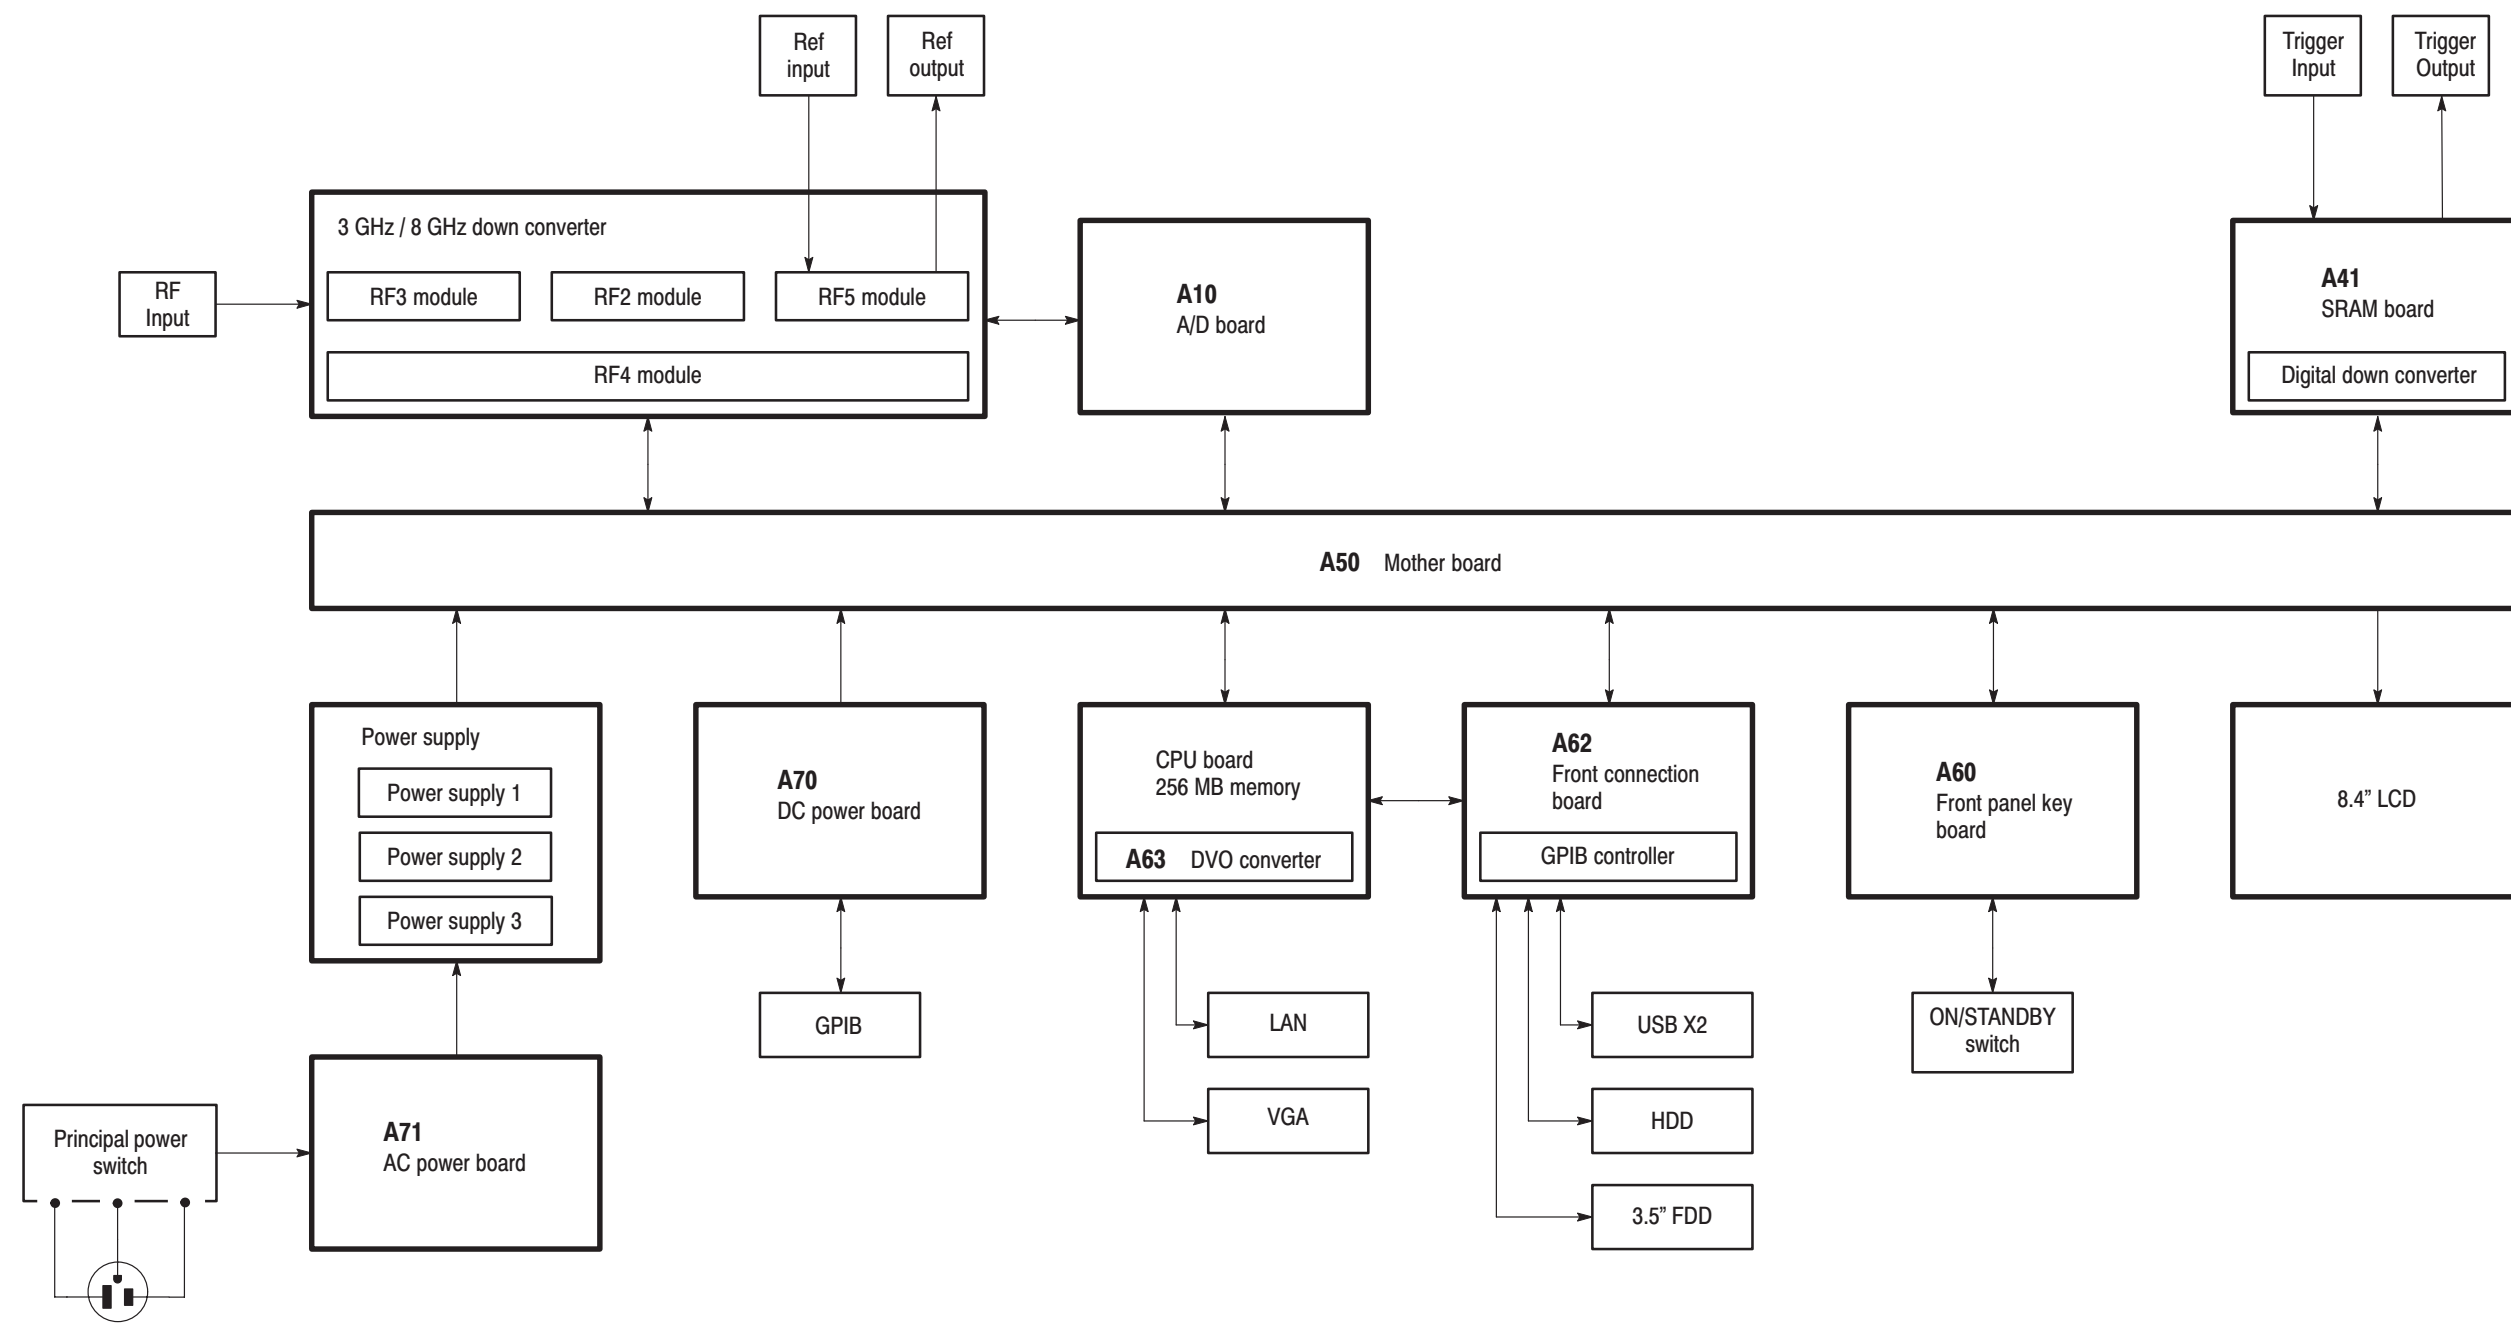 Ref
input
Ref
output
Trigger
Input
Trigger
Output
3 GHz / 8 GHz down converter
RF
Input
RF3 module
RF2 module
RF5 module
RF4 module
A10
A/D board
A41
SRAM board
Digital down converter
A50 Mother board
Power supply
Power supply 1
Power supply 2
Power supply 3
A70
DC power board
CPU board
256 MB memory
A63 DVO converter
A62
Front connection
board
GPIB controller
A60
Front panel key
board
8.4” LCD
GPIB
LAN
VGA
USB X2
HDD
3.5” FDD
ON/STANDBY
switch
Principal power
switch
A71
AC power board